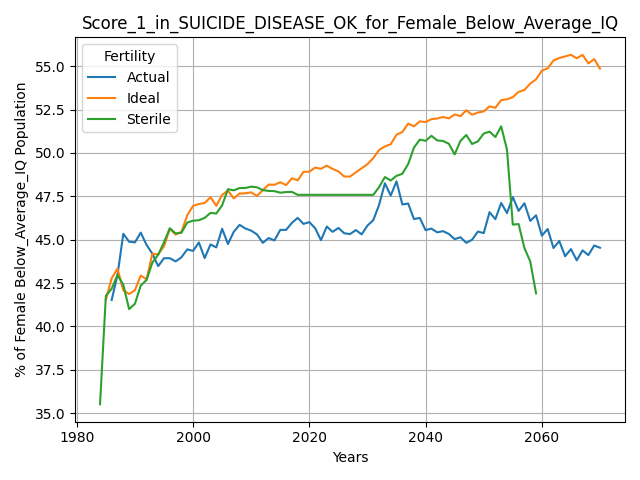 Score_1_in_SUICIDE_DISEASE_OK_for_Female_Below_Average_IQ
Fertility
Actual
Ideal
Sterile
% of Female Below_Average_IQ Population
55.0
52.5
50.0
47.5
45.0
42.5
40.0
37.5
35.0
1980
2000
2020
2040
2060
Years